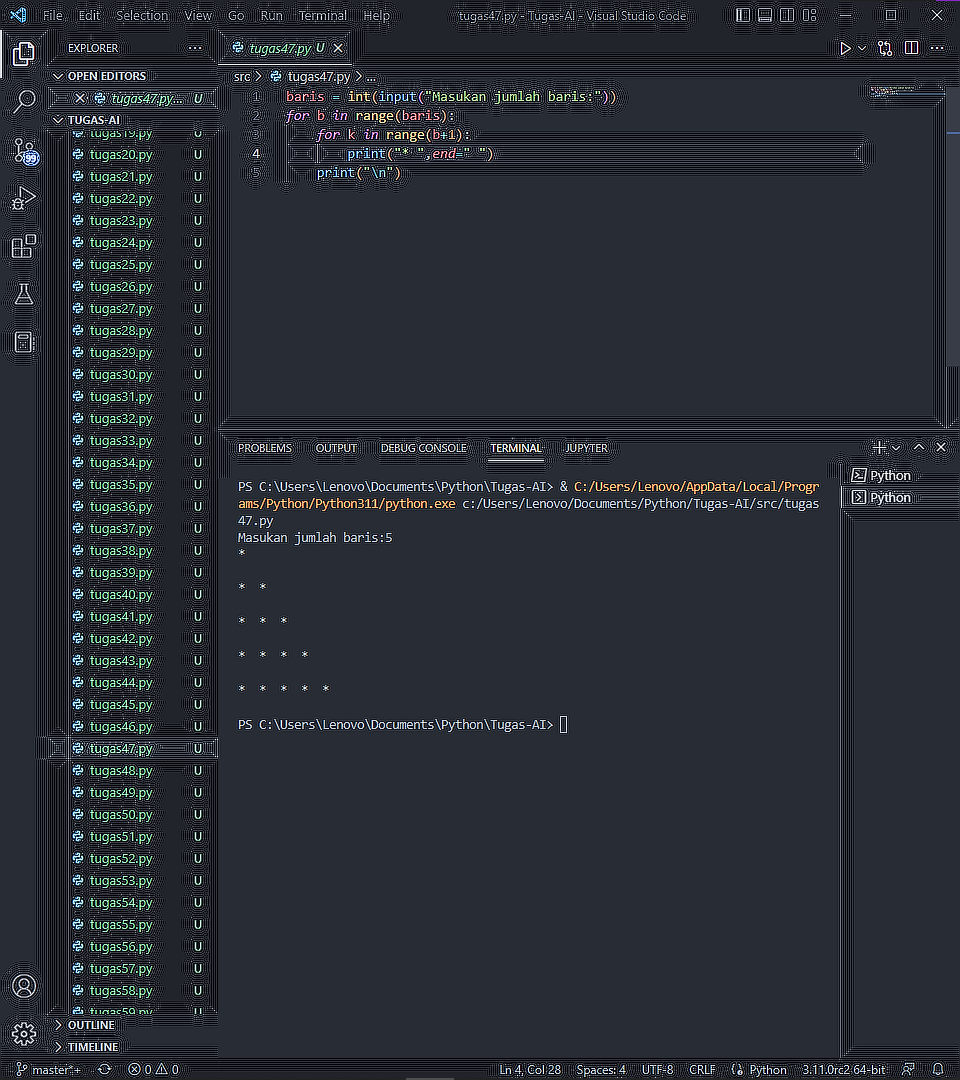 File Edit Selection View Go Run Terminal Help tugas47.py - Tugas-AI - Visual Studio Code
EXPLORER
OPEN EDITORS
tugas47.py... U
TUGAS-AI
tugas19.py U
tugas20.py U
tugas21.py U
tugas22.py U
tugas23.py U
tugas24.py U
tugas25.py U
tugas26.py U
tugas27.py U
tugas28.py U
tugas29.py U
tugas30.py U
tugas31.py U
tugas32.py U
tugas33.py U
tugas34.py U
tugas35.py U
tugas36.py U
tugas37.py U
tugas38.py U
tugas39.py U
tugas40.py U
tugas41.py U
tugas42.py U
tugas43.py U
tugas44.py U
tugas45.py U
tugas46.py U
tugas47.py U
tugas48.py U
tugas49.py U
tugas50.py U
tugas51.py U
tugas52.py U
tugas53.py U
tugas54.py U
tugas55.py U
tugas56.py U
tugas57.py U
tugas58.py U
tugas59.py U
OUTLINE
TIMELINE
99
tugas47.py U
src > tugas47.py > ...
1 baris = int(input("Masukan jumlah baris:"))
2 for b in range(baris):
3 for k in range(b+1):
4 print("* ",end=" ")
5 print("\n")
PROBLEMS OUTPUT DEBUG CONSOLE TERMINAL JUPYTER
PS C:\Users\Lenovo\Documents\Python\Tugas-AI> & C:/Users/Lenovo/AppData/Local/Progr
ams/Python/Python311/python.exe c:/Users/Lenovo/Documents/Python/Tugas-AI/src/tugas
47.py
Masukan jumlah baris:5
*
* *
* * *
* * * *
* * * * *
PS C:\Users\Lenovo\Documents\Python\Tugas-AI>
Python
Python
master*+ 0 0 Ln 4, Col 28 Spaces: 4 UTF-8 CRLF Python 3.11.0rc2 64-bit